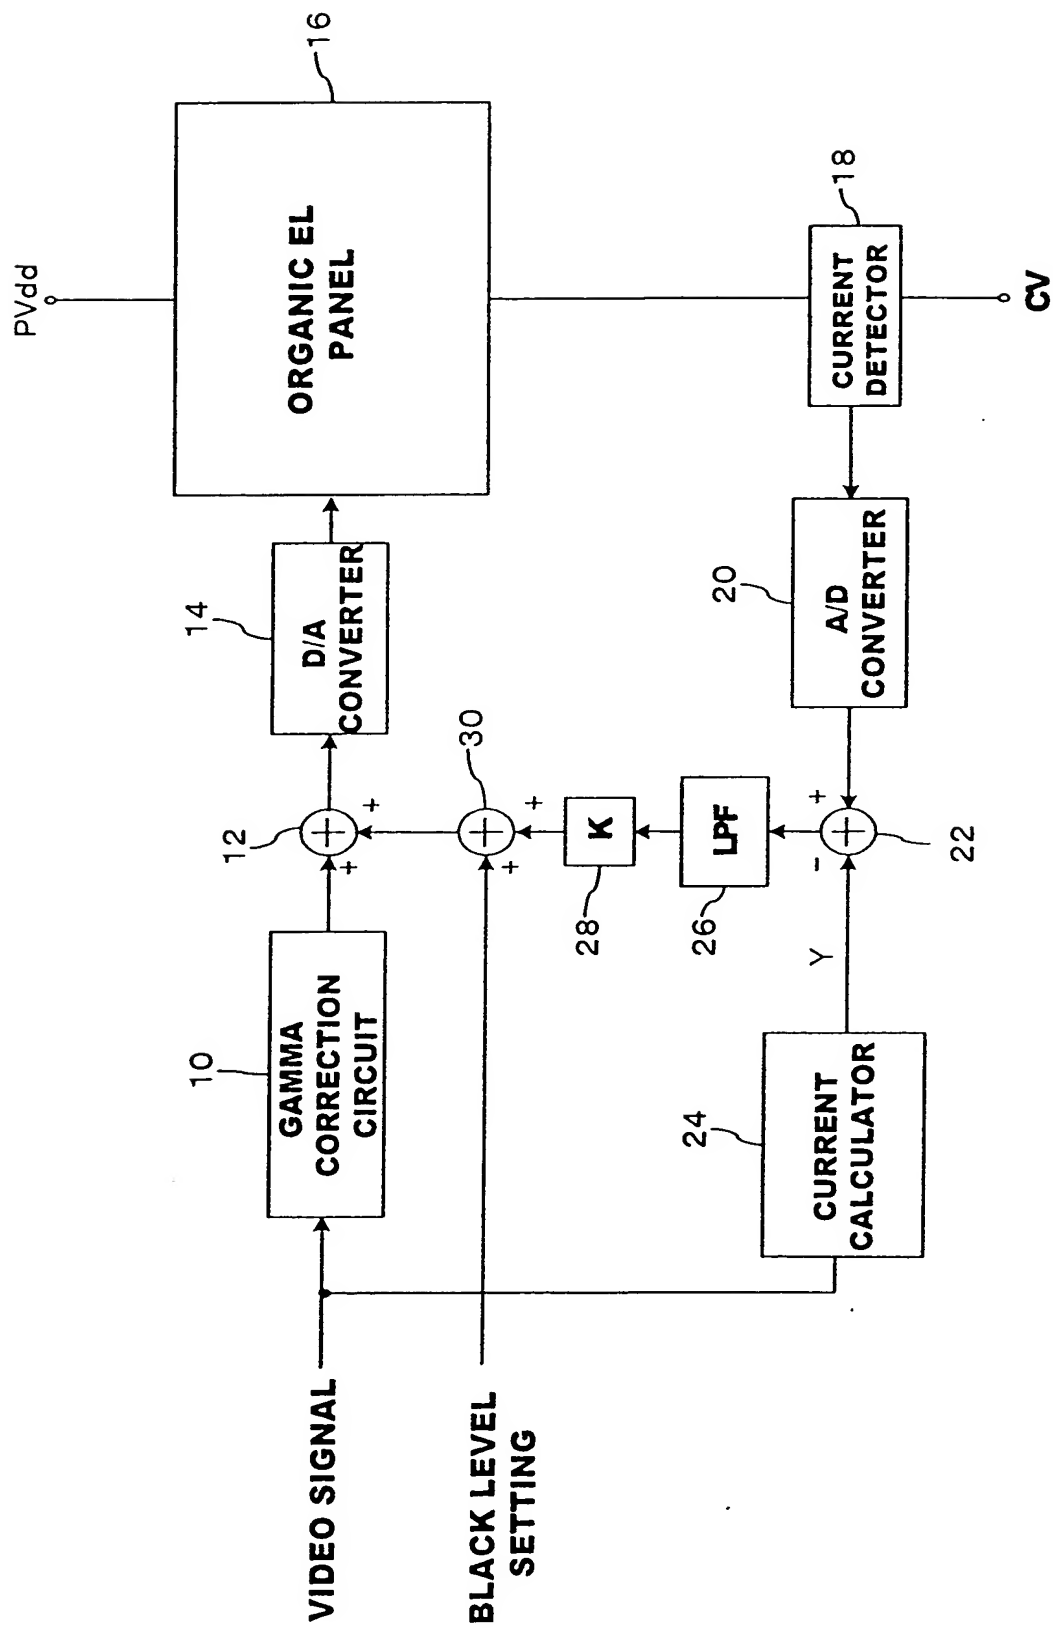 PVdd
16
ORGANIC EL
PANEL
14
D/A
CONVERTER
12
+
+
10
GAMMA
CORRECTION
CIRCUIT
VIDEO SIGNAL
BLACK LEVEL
SETTING
30
+
+
K
28
LPF
26
+
-
22
Y
24
CURRENT
CALCULATOR
20
A/D
CONVERTER
18
CURRENT
DETECTOR
CV